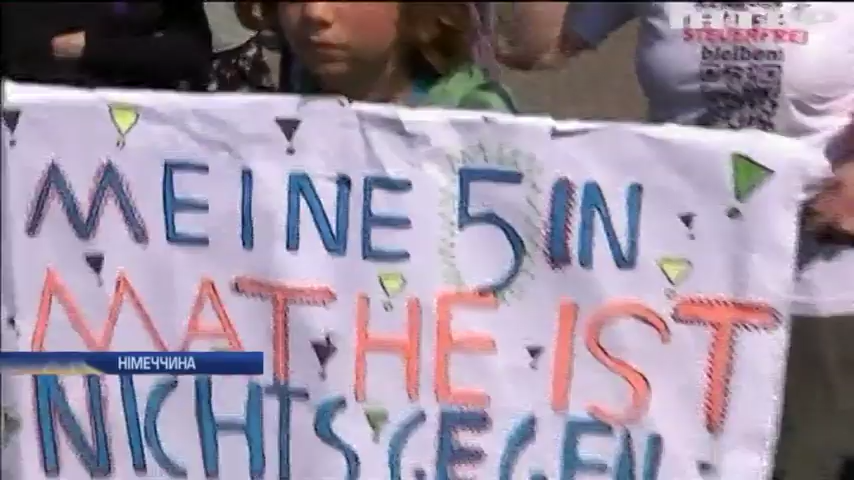 STEUERFREI
bleiben!
MEINE 5 IN
MATHE IST
НІМЕЧЧИНА
NICHTS GEGEN